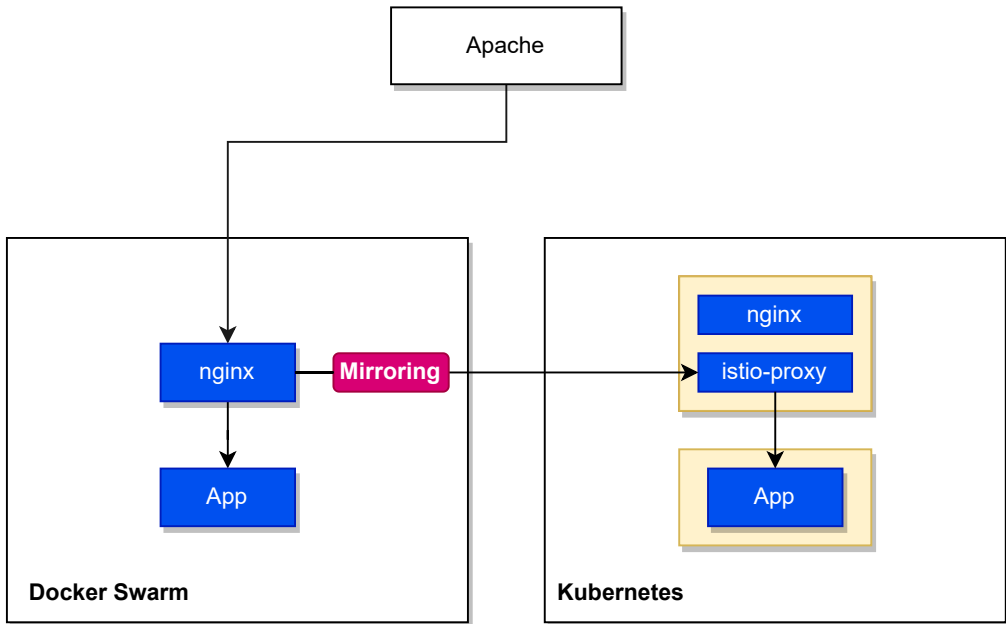 Apache
nginx
Mirroring
nginx
istio-proxy
App
App
Docker Swarm
Kubernetes